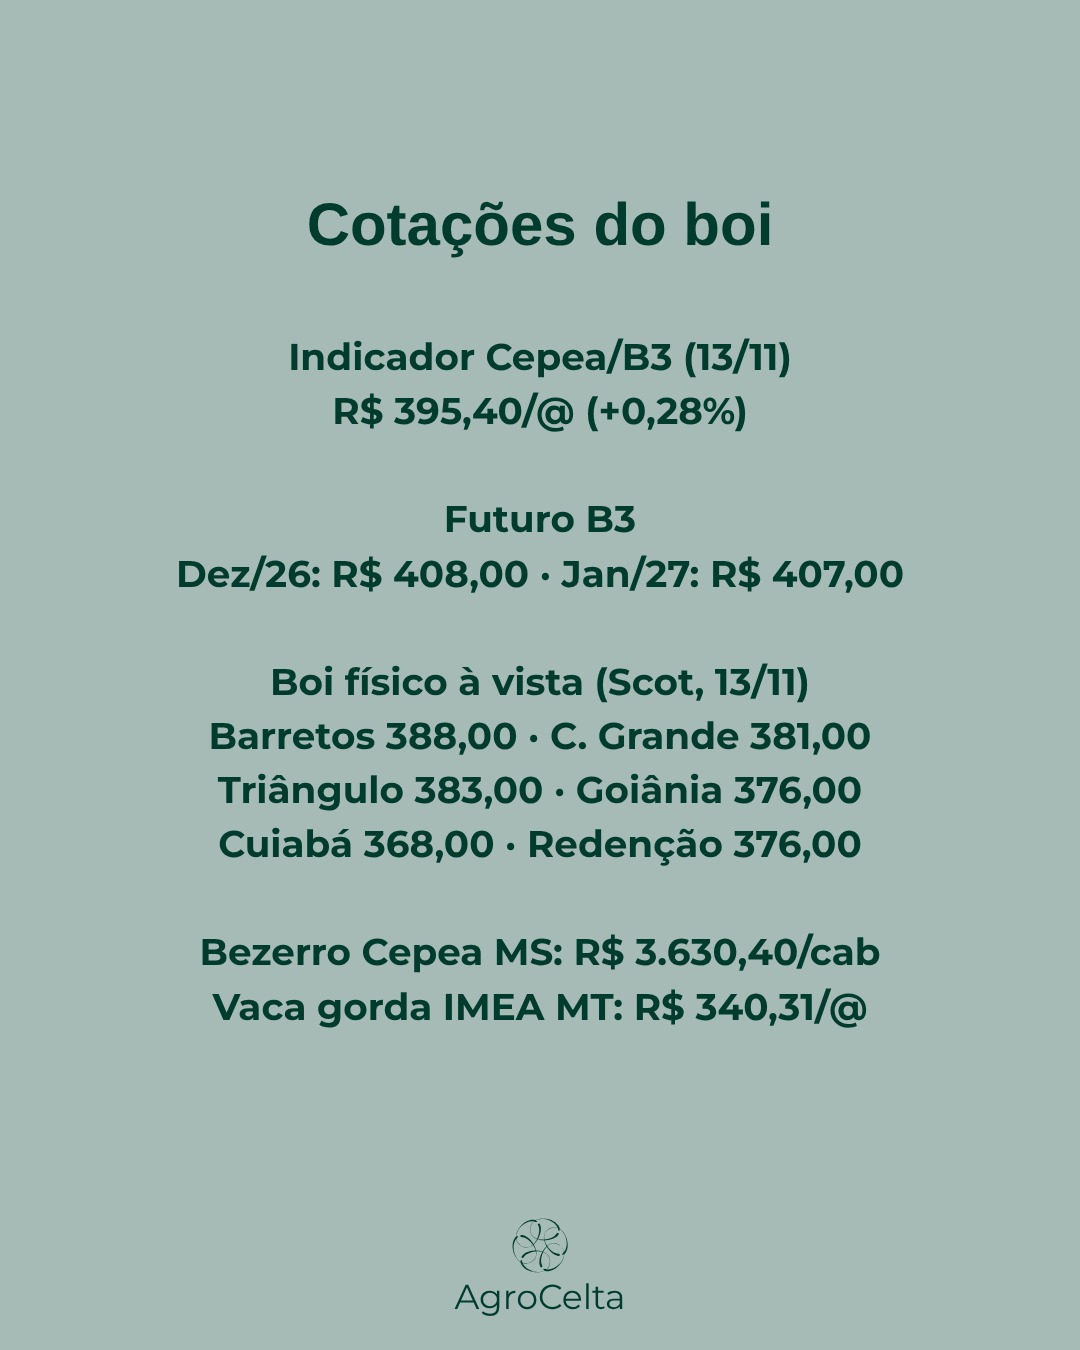 Cotações do boi
Indicador Cepea/B3 (13/11)
R$ 395,40/@ (+0,28%)
Futuro B3
Dez/26: R$ 408,00 · Jan/27: R$ 407,00
Boi físico à vista (Scot, 13/11)
Barretos 388,00 · C. Grande 381,00
Triângulo 383,00 · Goiânia 376,00
Cuiabá 368,00 · Redenção 376,00
Bezerro Cepea MS: R$ 3.630,40/cab
Vaca gorda IMEA MT: R$ 340,31/@
AgroCelta